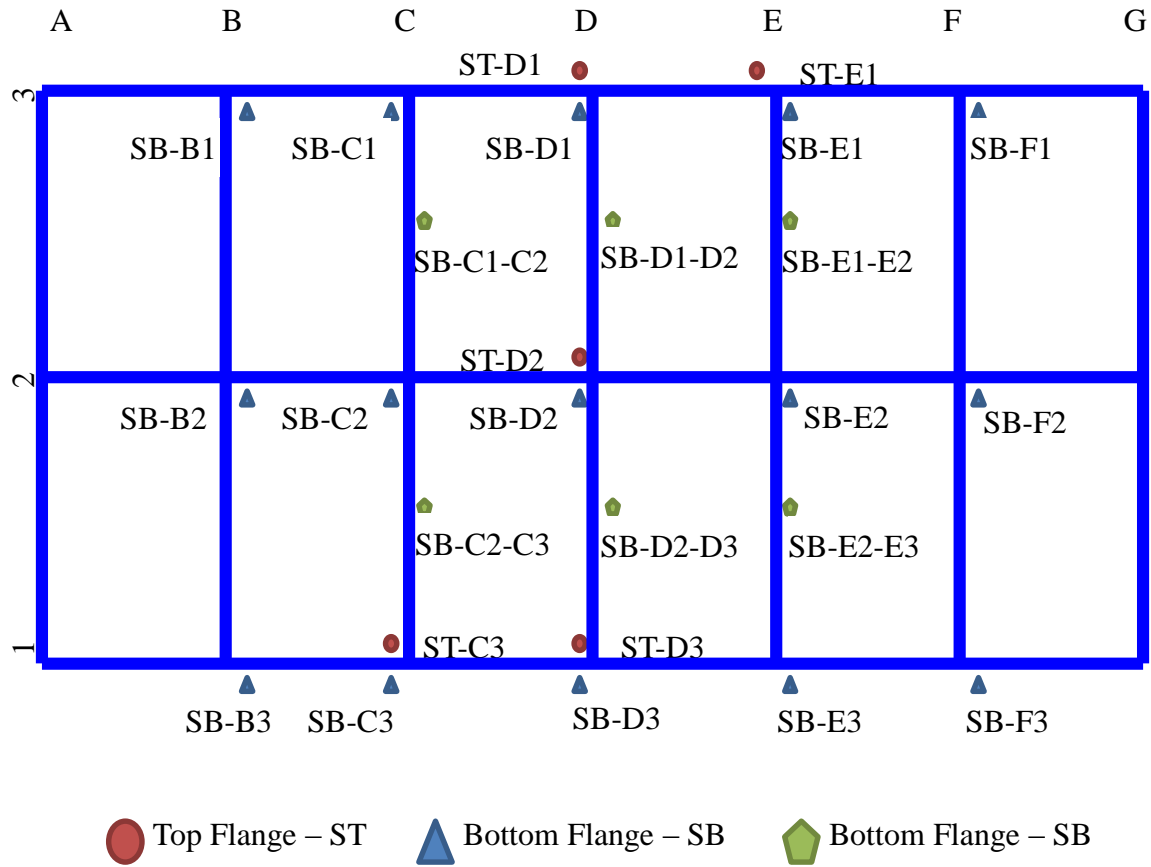 A B C D E F G
ST-D1
ST-E1
3
SB-B1 SB-C1 SB-D1 SB-E1 SB-F1
SB-C1-C2 SB-D1-D2 SB-E1-E2
ST-D2
2
SB-B2 SB-C2 SB-D2 SB-E2 SB-F2
SB-C2-C3 SB-D2-D3 SB-E2-E3
1
ST-C3 ST-D3
SB-B3 SB-C3 SB-D3 SB-E3 SB-F3
Top Flange – ST Bottom Flange – SB Bottom Flange – SB